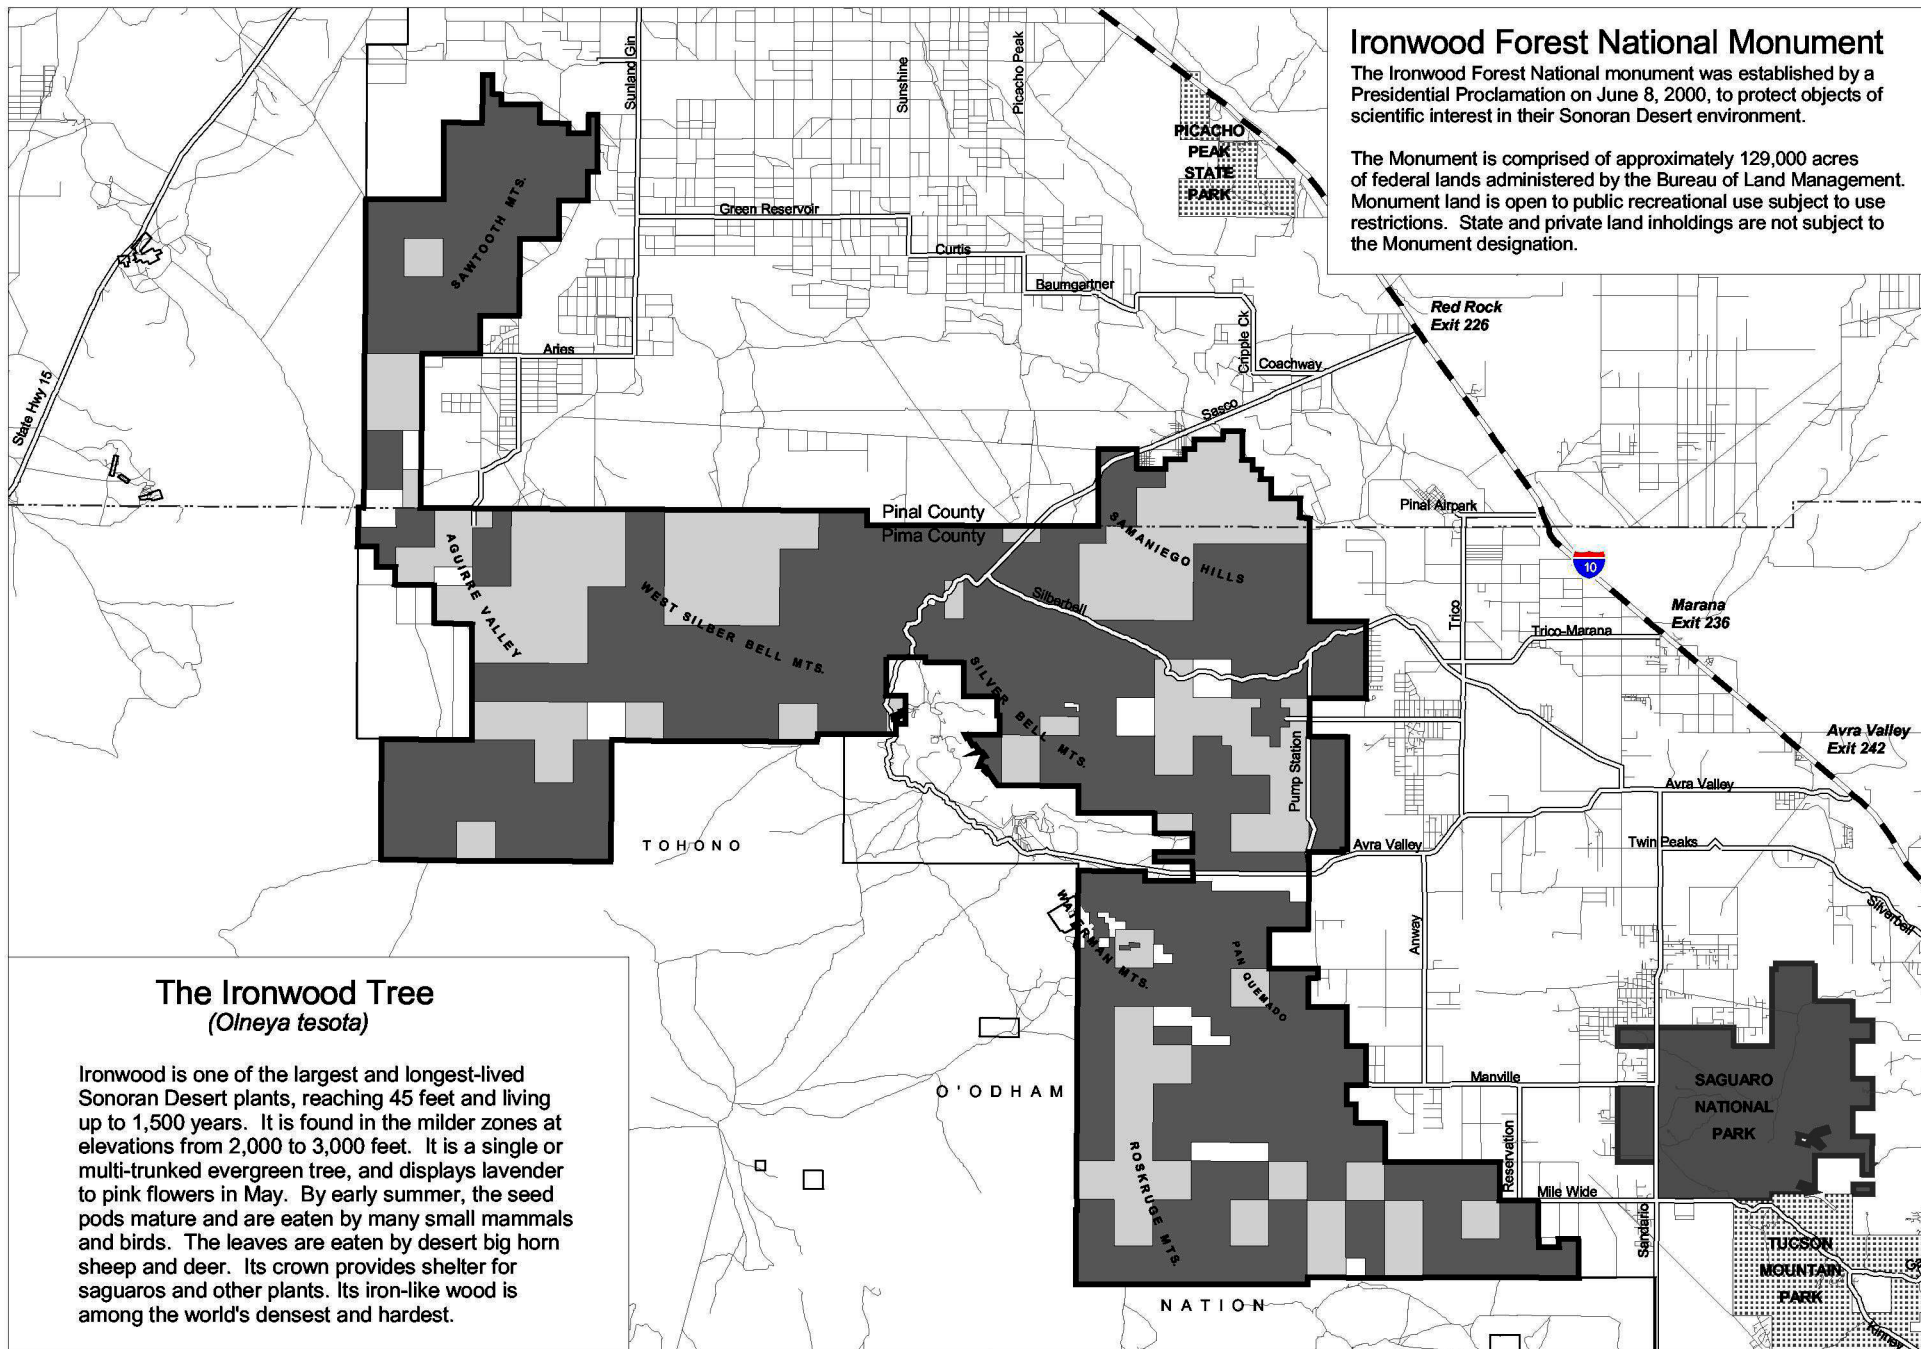 Ironwood Forest National Monument
The Ironwood Forest National monument was established by a
Presidential Proclamation on June 8, 2000, to protect objects of
scientific interest in their Sonoran Desert environment.
The Monument is comprised of approximately 129,000 acres
of federal lands administered by the Bureau of Land Management.
Monument land is open to public recreational use subject to use
restrictions. State and private land inholdings are not subject to
the Monument designation.
Sunland Gin
Sunshine
Picacho Peak
PICACHO
PEAK
STATE
PARK
SAWTOOTH MTS.
Green Reservoir
Curtis
Baumgartner
Cripple Ck
Coachway
Red Rock
Exit 226
Aries
Sasco
State Hwy 15
Pinal County
Pima County
Pinal Airpark
SAMANIEGO HILLS
10
AGUIRRE VALLEY
WEST SILBER BELL MTS.
Silberbell
Trico
Marana
Exit 236
Trico-Marana
SILVER BELL MTS.
Pump Station
Avra Valley
Exit 242
Avra Valley
TOHONO
Avra Valley
Twin Peaks
Silverbell
WATERMAN MTS.
PAN QUEMADO
Anway
O'ODHAM
Manville
SAGUARO
NATIONAL
PARK
ROSKRUGE MTS.
Reservation
Mile Wide
Sandario
TUCSON
MOUNTAIN
PARK
Kinney
NATION
The Ironwood Tree
(Olneya tesota)
Ironwood is one of the largest and longest-lived
Sonoran Desert plants, reaching 45 feet and living
up to 1,500 years. It is found in the milder zones at
elevations from 2,000 to 3,000 feet. It is a single or
multi-trunked evergreen tree, and displays lavender
to pink flowers in May. By early summer, the seed
pods mature and are eaten by many small mammals
and birds. The leaves are eaten by desert big horn
sheep and deer. Its crown provides shelter for
saguaros and other plants. Its iron-like wood is
among the world's densest and hardest.